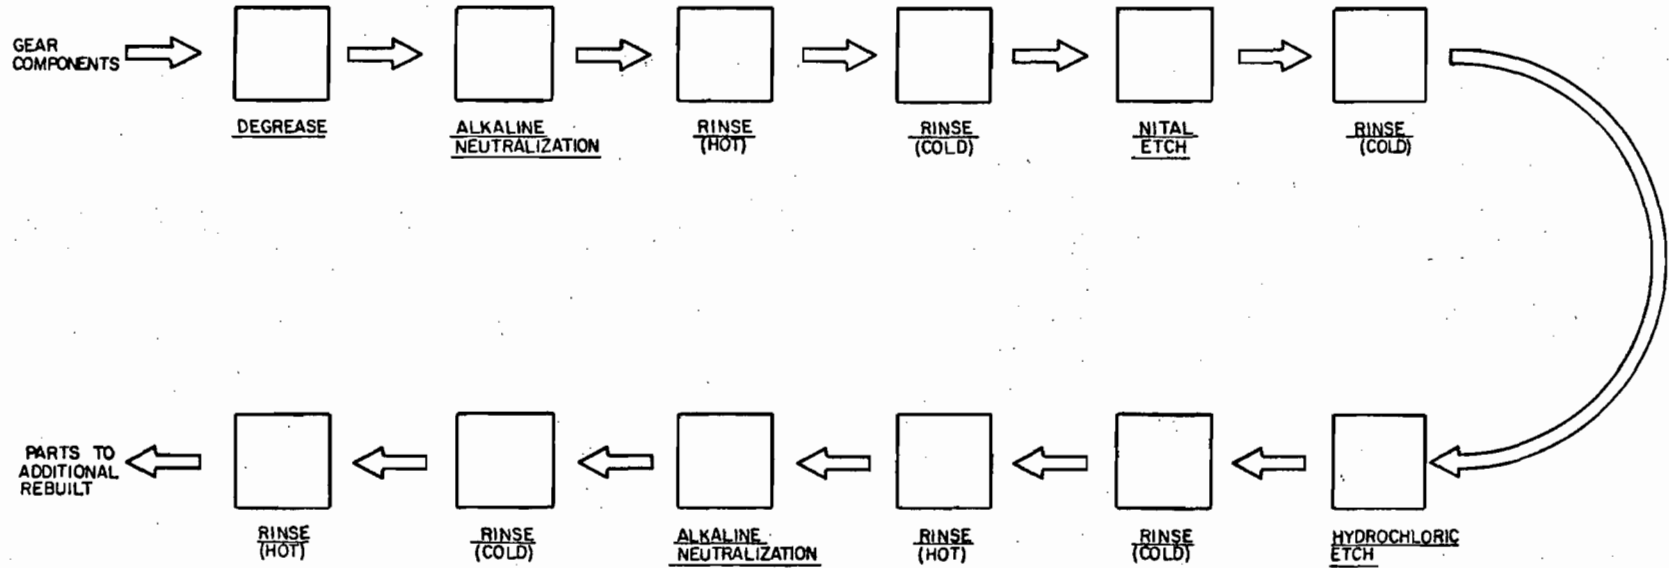 GEAR
COMPONENTS
DEGREASE
ALKALINE
NEUTRALIZATION
RINSE
(HOT)
RINSE
(COLD)
NITAL
ETCH
RINSE
(COLD)
PARTS TO
ADDITIONAL
REBUILT
RINSE
(HOT)
RINSE
(COLD)
ALKALINE
NEUTRALIZATION
RINSE
(HOT)
RINSE
(COLD)
HYDROCHLORIC
ETCH